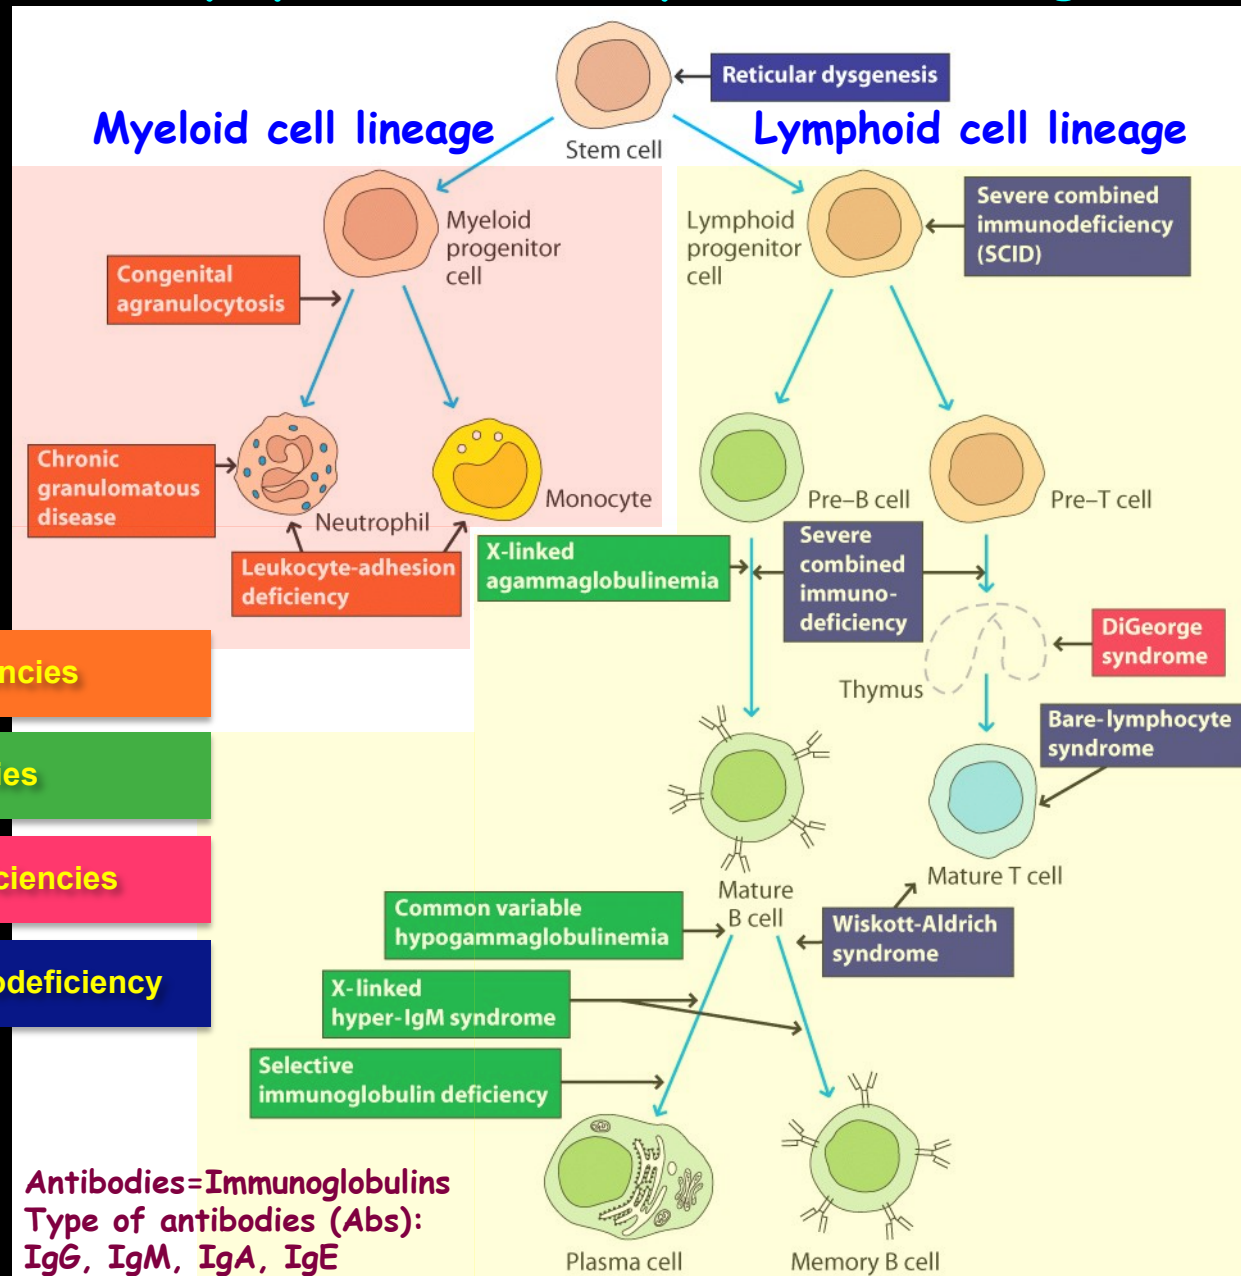 Reticular dysgenesis
Myeloid cell lineage
Lymphoid cell lineage
Stem cell
Myeloid
progenitor
cell
Lymphoid
progenitor
cell
Severe combined
immunodeficiency
(SCID)
Congenital
agranulocytosis
Chronic
granulomatous
disease
Neutrophil
Monocyte
Pre–B cell
Pre–T cell
Leukocyte-adhesion
deficiency
X-linked
agammaglobulinemia
Severe
combined
immuno-
deficiency
DiGeorge
syndrome
Thymus
ncies
Bare-lymphocyte
syndrome
ies
ciencies
Mature T cell
Mature
B cell
Common variable
hypogammaglobulinemia
Wiskott-Aldrich
syndrome
odeficiency
X-linked
hyper-IgM syndrome
Selective
immunoglobulin deficiency
Antibodies=Immunoglobulins
Type of antibodies (Abs):
IgG, IgM, IgA, IgE
Plasma cell
Memory B cell